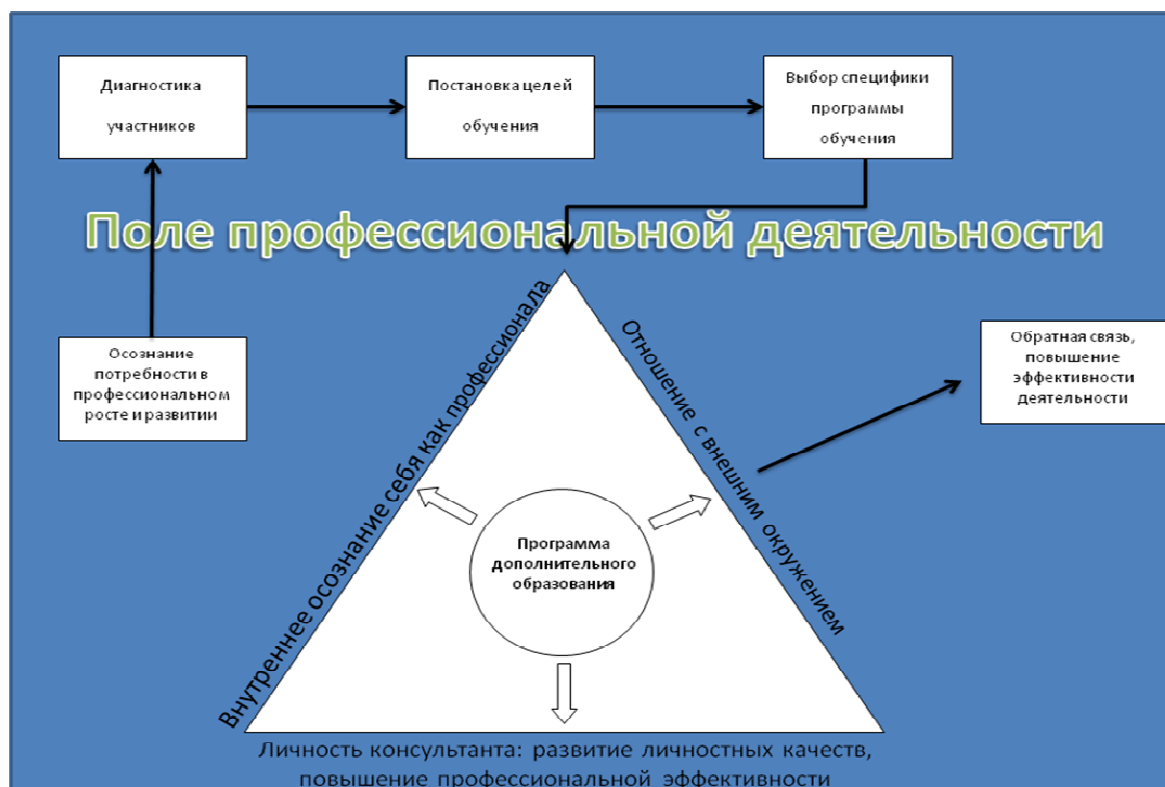 Диагностика
участников
Постановка целей
обучения
Выбор специфики
программы
обучения
Поле профессиональной деятельности
Осознание
потребности в
профессиональном
росте и развитии
Внутреннее осознание себя как профессионала
Отношение с внешним окружением
Обратная связь,
повышение
эффективности
деятельности
Программа
дополнительного
образования
Личность консультанта: развитие личностных качеств,
повышение профессиональной эффективности